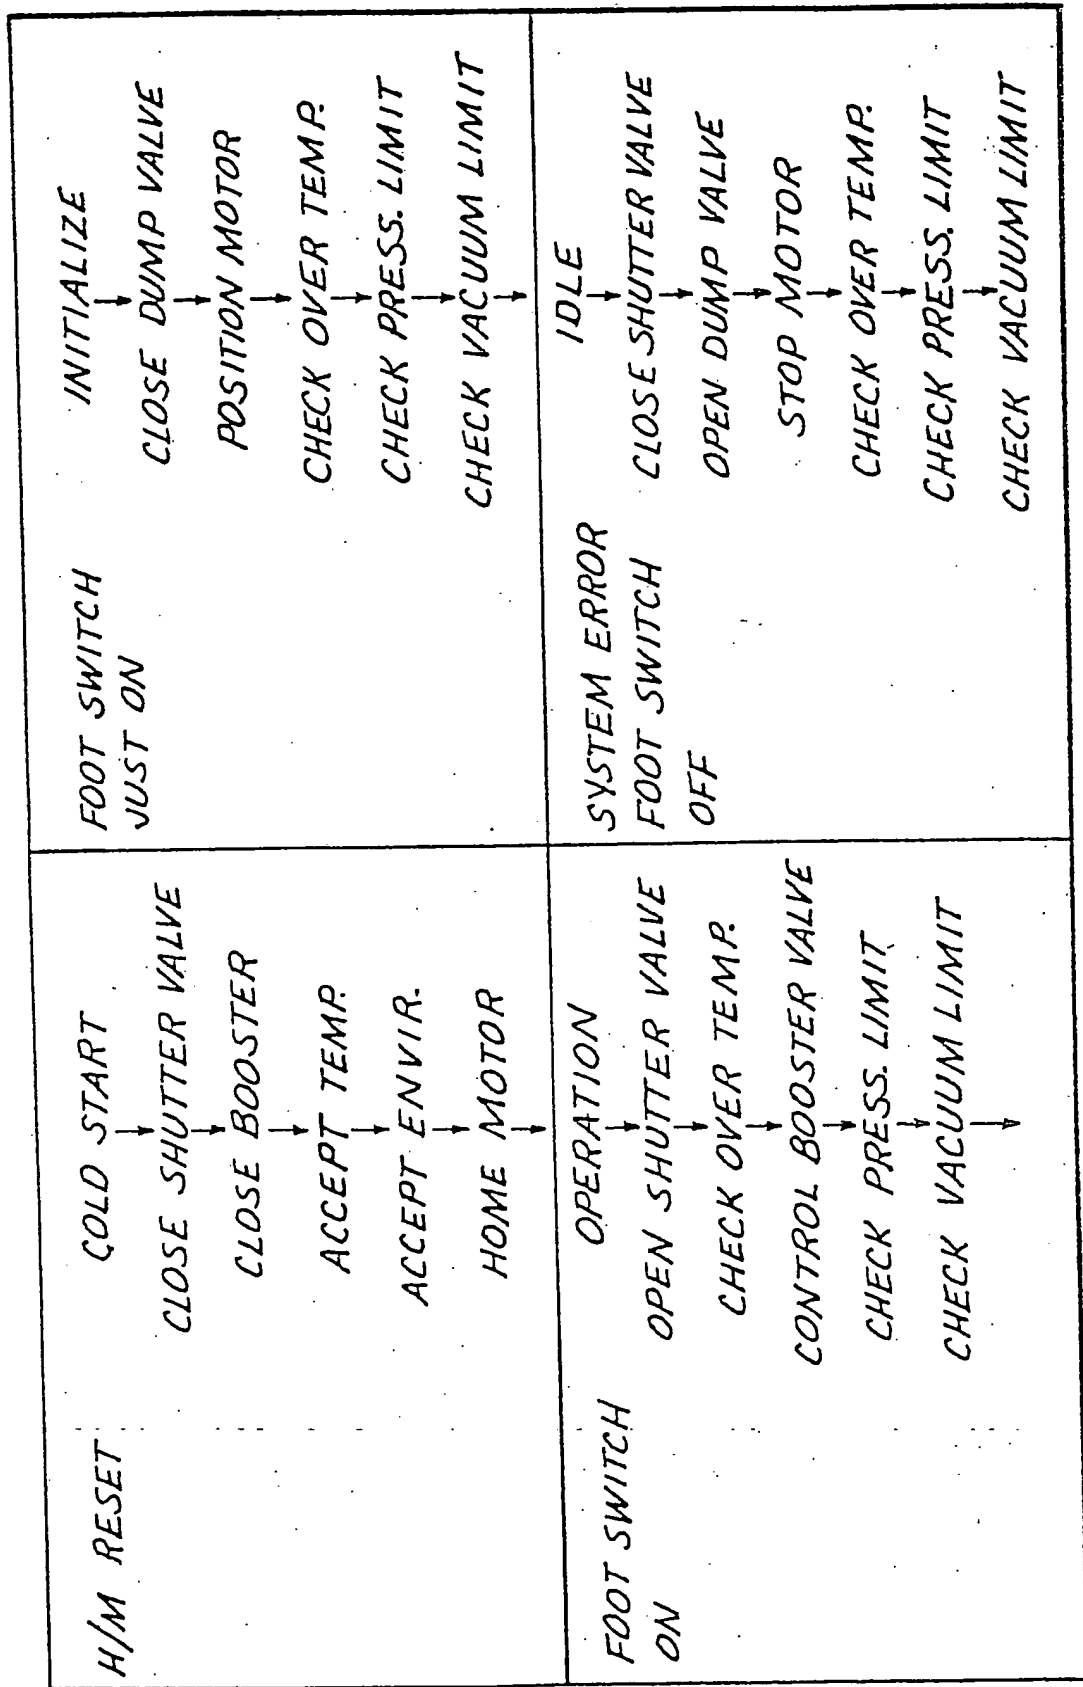 H/M RESET
COLD START
CLOSE SHUTTER VALVE
CLOSE BOOSTER
ACCEPT TEMP.
ACCEPT ENVIR.
HOME MOTOR
FOOT SWITCH
JUST ON
INITIALIZE
CLOSE DUMP VALVE
POSITION MOTOR
CHECK OVER TEMP.
CHECK PRESS. LIMIT
CHECK VACUUM LIMIT
FOOT SWITCH
ON
OPERATION
OPEN SHUTTER VALVE
CHECK OVER TEMP.
CONTROL BOOSTER VALVE
CHECK PRESS. LIMIT
CHECK VACUUM LIMIT
SYSTEM ERROR
FOOT SWITCH
OFF
IDLE
CLOSE SHUTTER VALVE
OPEN DUMP VALVE
STOP MOTOR
CHECK OVER TEMP.
CHECK PRESS. LIMIT
CHECK VACUUM LIMIT